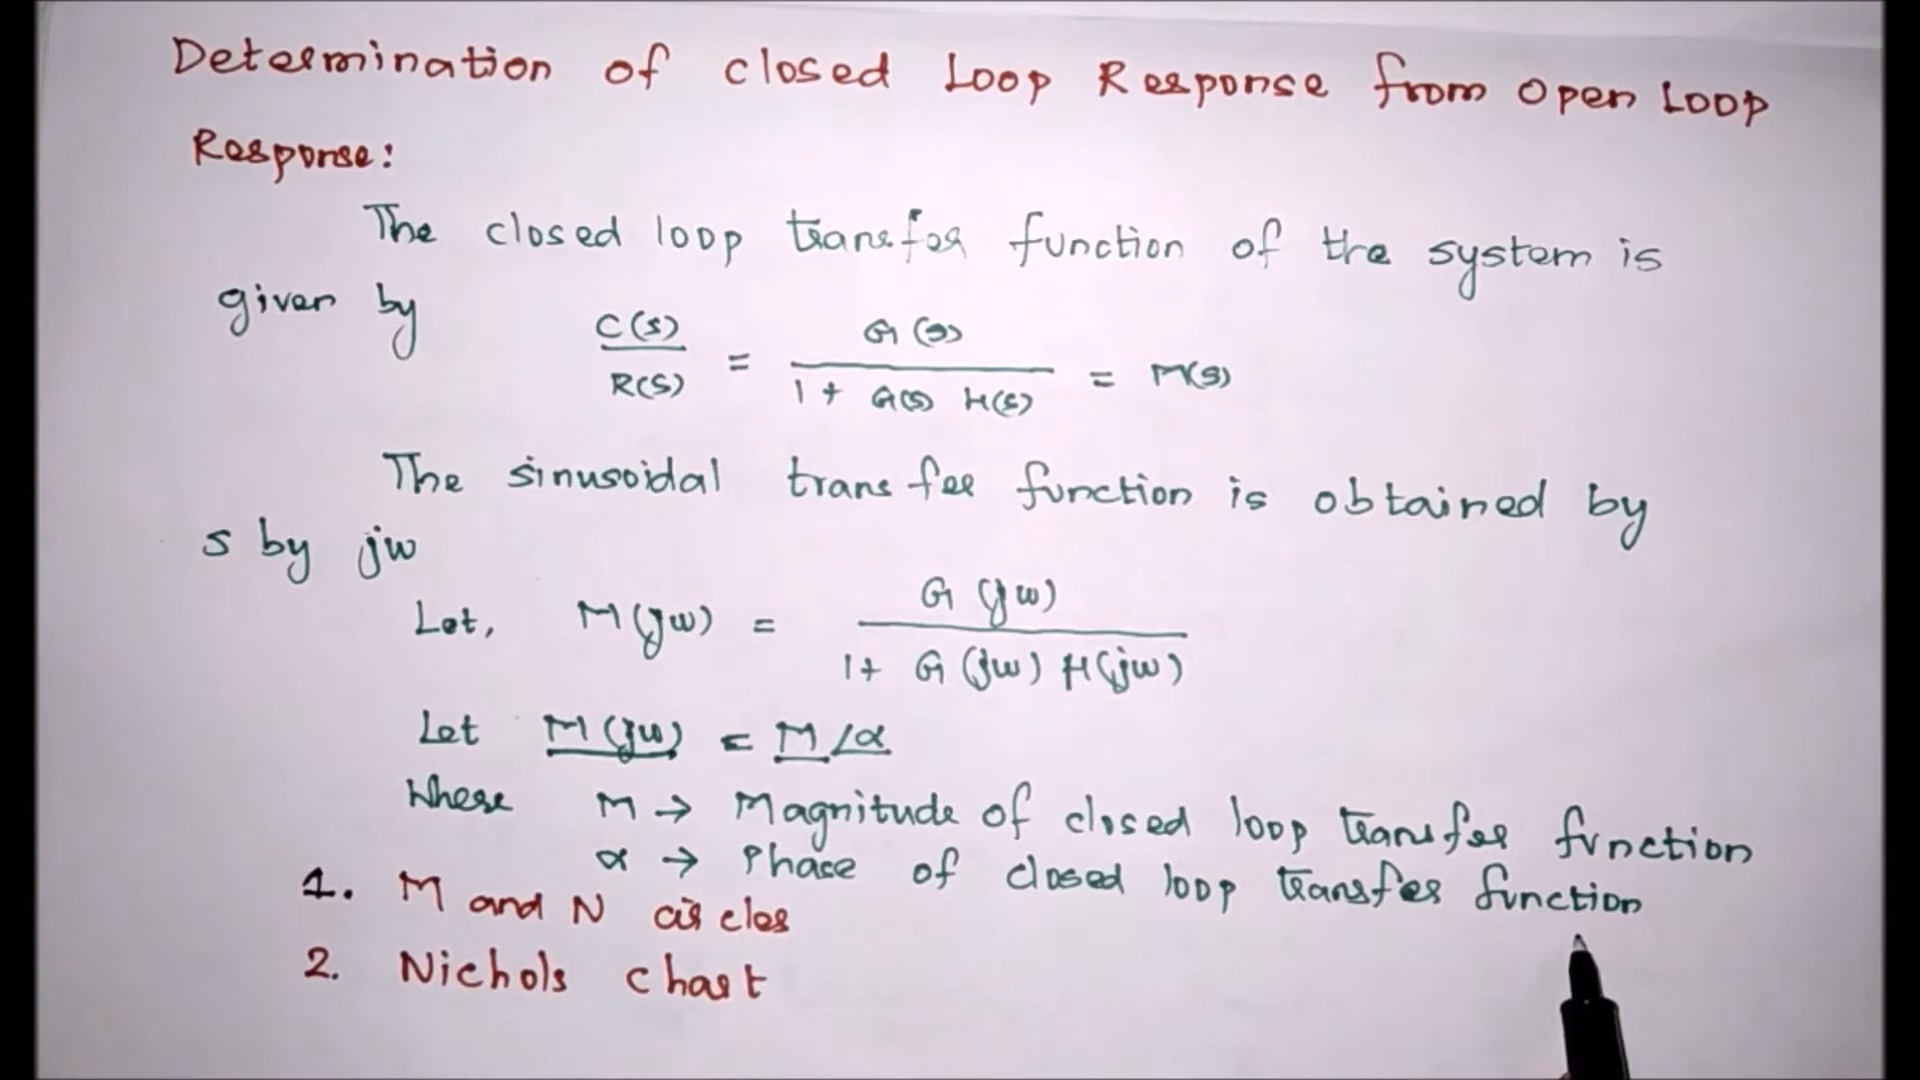 Determination of closed Loop Response from Open Loop
Response:
The closed loop transfer function of the system is
given by
C(s)/R(S) = G(s)/1 + G(s) H(s) = M(s)
The sinusoidal transfer function is obtained by
s by jw
Let, M(jw) = G(jw)/1+ G(jw) H(jw)
Let M(jw) = M∠α
Where M → Magnitude of closed loop transfer function
α → Phase of closed loop transfer function
1. M and N circles
2. Nichols chart